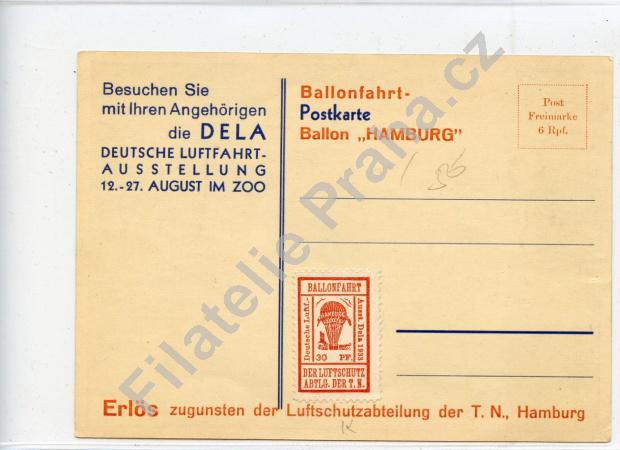 Besuchen Sie
mit Ihren Angehörigen
die DELA
DEUTSCHE LUFTFAHRT-
AUSSTELLUNG
12.-27. AUGUST IM ZOO
Ballonfahrt-
Postkarte
Ballon „HAMBURG"
Post
Freimarke
6 Rpf.
BALLONFAHRT
Deutsche Luftf.-
HAMBURG
Ausst. Dela 1933
30 PF.
DER LUFTSCHUTZ
ABTLG. DER T. N.
Erlös zugunsten der Luftschutzabteilung der T. N., Hamburg
Filatelie Praha.cz